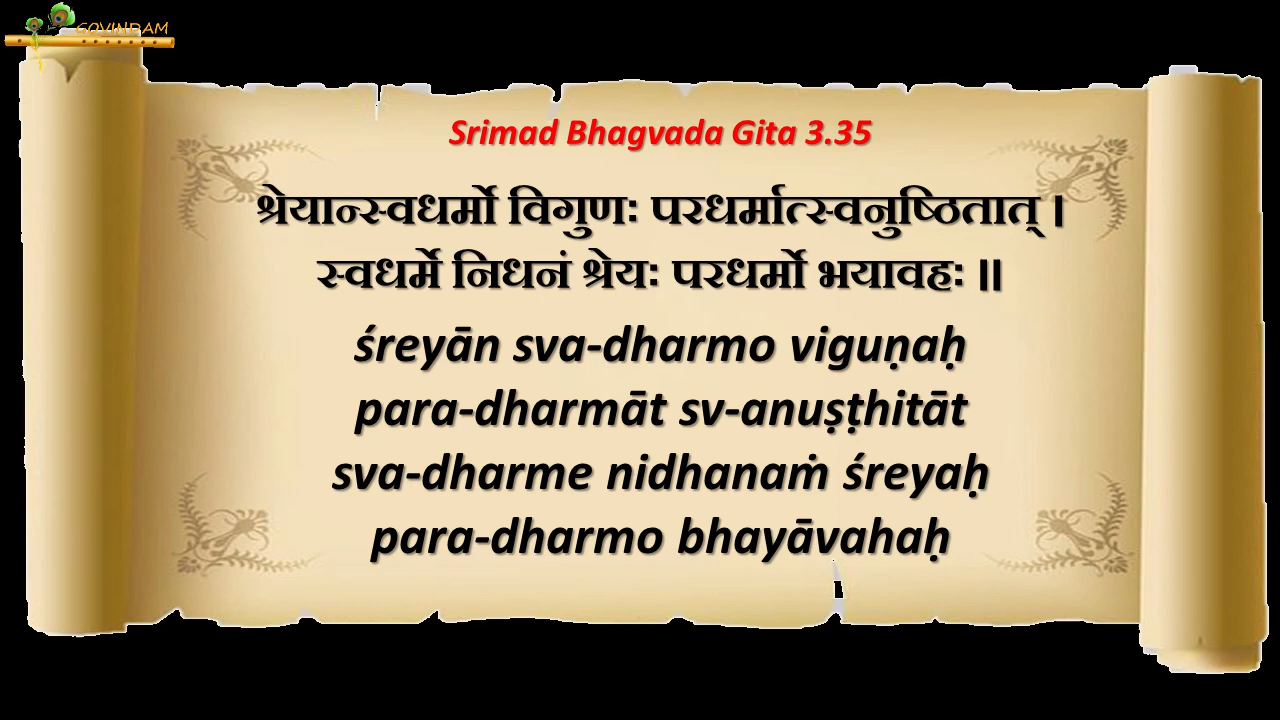 GOVINDAM
Srimad Bhagvada Gita 3.35
श्रेयान्स्वधर्मो विगुणः परधर्मात्स्वनुष्ठितात् ।
स्वधर्मे निधनं श्रेयः परधर्मो भयावहः ॥
śreyān sva-dharmo viguṇaḥ
para-dharmāt sv-anuṣṭhitāt
sva-dharme nidhanaṁ śreyaḥ
para-dharmo bhayāvahaḥ